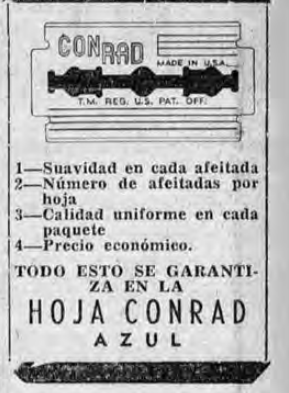 CONRAD
MADE IN U.S.A.
T.M. REG. U.S. PAT. OFF.
1—Suavidad en cada afeitada
2—Número de afeitadas por
hoja
3—Calidad uniforme en cada
paquete
4—Precio económico.
TODO ESTO SE GARANTI-
ZA EN LA
HOJA CONRAD
AZUL